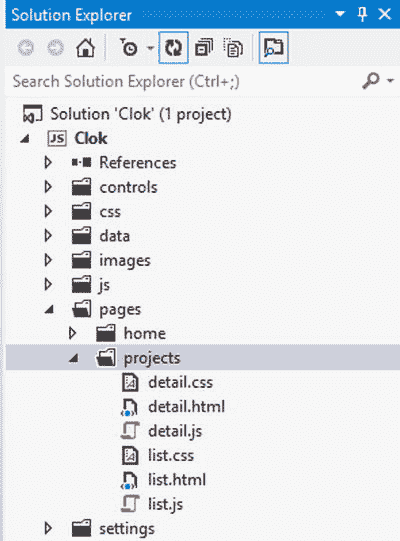 Solution Explorer
Search Solution Explorer (Ctrl+;)
Solution 'Clok' (1 project)
JS Clok
References
controls
css
data
images
js
pages
home
projects
detail.css
detail.html
detail.js
list.css
list.html
list.js
settings